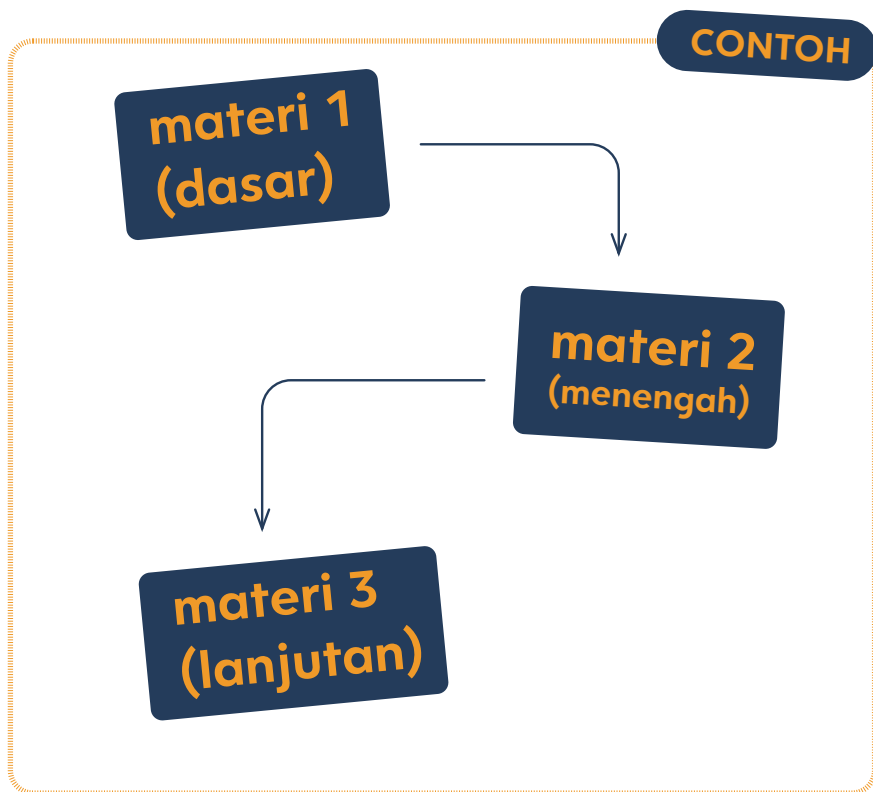 CONTOH
materi 1
(dasar)
materi 2
(menengah)
materi 3
(lanjutan)